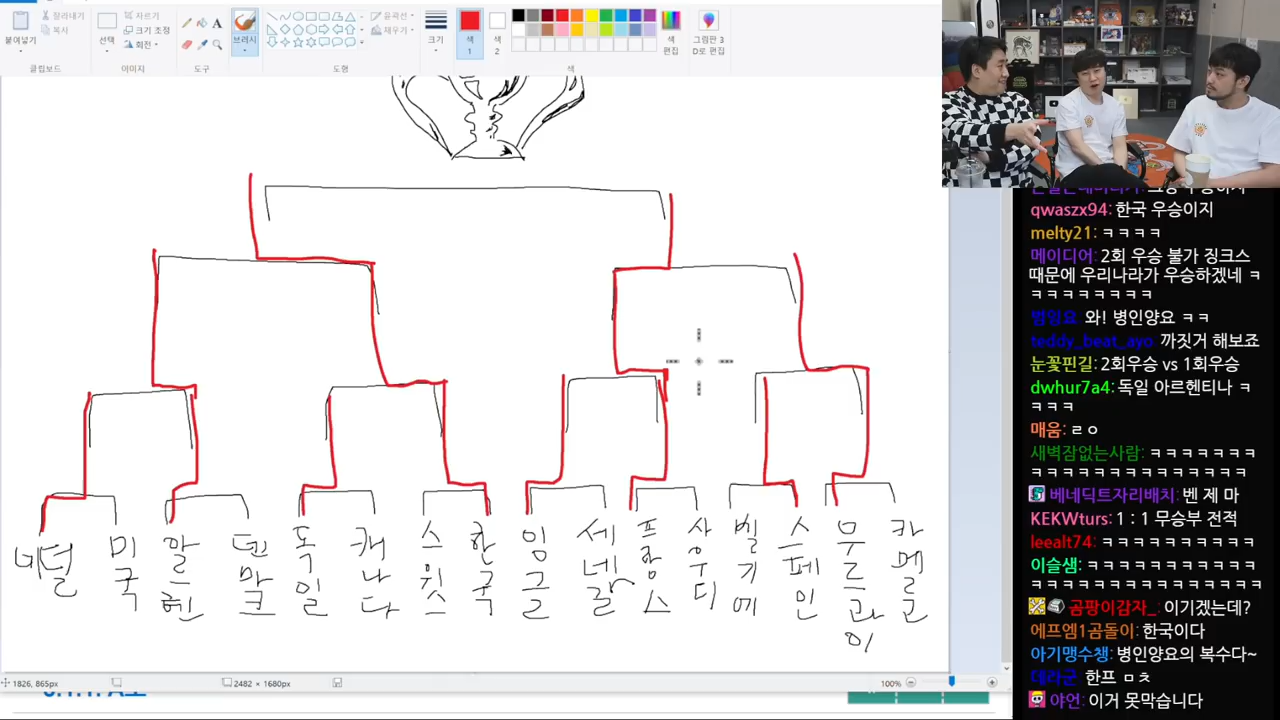 잘라내기
복사
붙여넣기
클립보드
선택
자르기
크기 조정
회전
이미지
도구
브러시
윤곽선
채우기
도형
크기
색 1
색 2
색 편집
그림판 3D로 편집
색
네덜
미국
알헨
덴마크
독일
캐나다
스위스
한국
잉글
세네갈
프랑스
사우디
벨기에
스페인
우루과이
카메룬
1826, 865px
2482 × 1680px
100%
qwaszx94: 한국 우승이지
melty21: ㅋㅋㅋㅋ
메이디어: 2회 우승 불가 징크스
때문에 우리나라가 우승하겠네 ㅋ
ㅋㅋㅋㅋㅋㅋㅋㅋ
범임요: 와! 병인양요 ㅋㅋ
teddy_beat_ayo: 까짓거 해보죠
눈꽃핀길: 2회우승 vs 1회우승
dwhur7a4: 독일 아르헨티나 ㅋ
ㅋㅋㅋ
매움: ㄹㅇ
새벽잠없는사람: ㅋㅋㅋㅋㅋㅋㅋ
ㅋㅋㅋㅋㅋㅋㅋㅋㅋㅋㅋㅋㅋㅋ
베네딕트자리배치: 벤 제 마
KEKWturs: 1 : 1 무승부 전적
leealt74: ㅋㅋㅋㅋㅋㅋㅋㅋㅋㅋ
이슬샘: ㅋㅋㅋㅋㅋㅋㅋㅋㅋㅋㅋ
ㅋㅋㅋㅋㅋㅋㅋㅋㅋㅋㅋㅋㅋㅋㅋ
곰팡이감자_: 이기겠는데?
에프엠1곰돌이: 한국이다
아기맹수챙: 병인양요의 복수다~
데라군: 한프 ㅁㅊ
야언: 이거 못막습니다